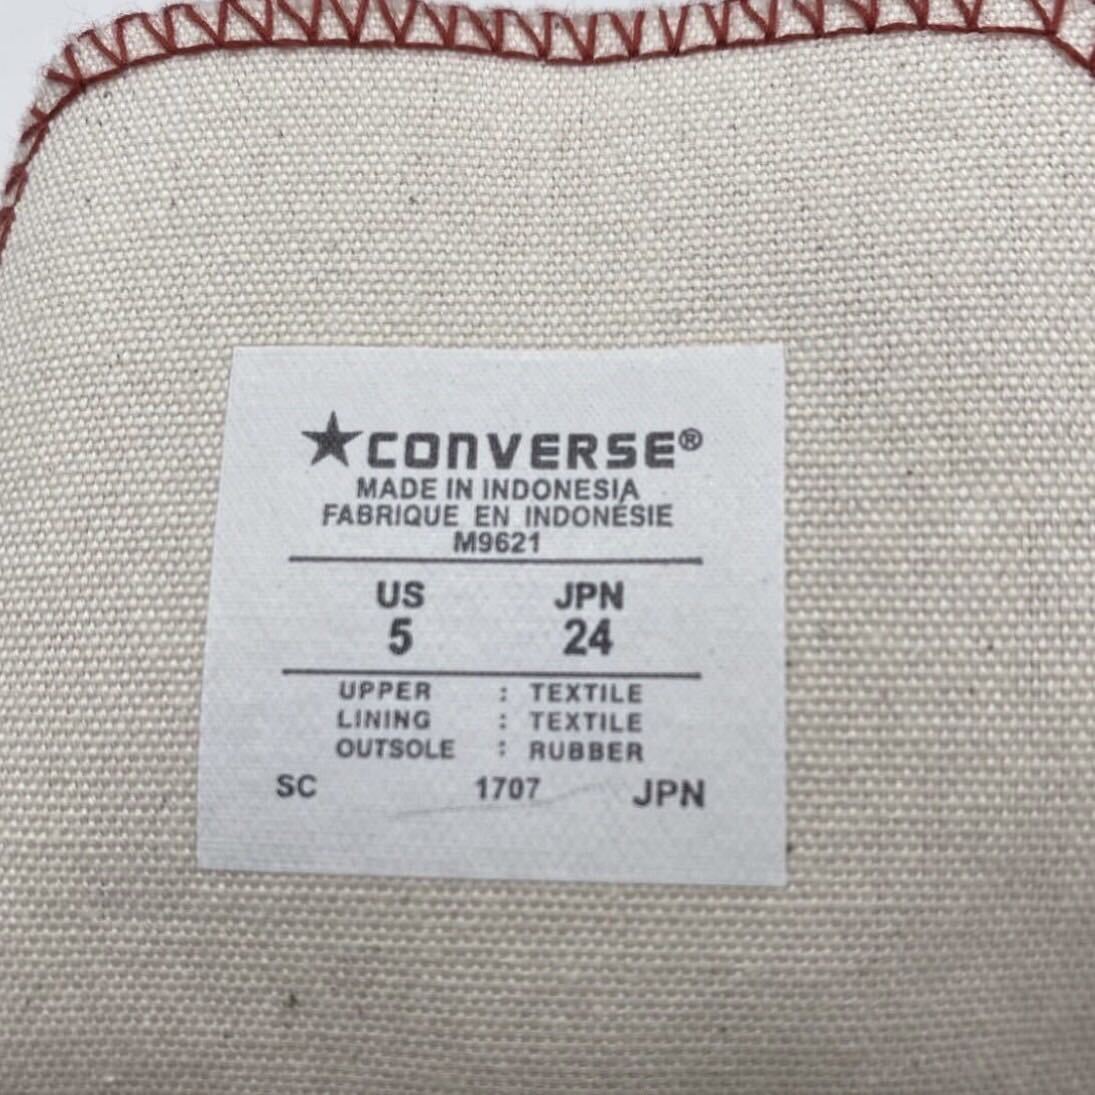 ★CONVERSE®
MADE IN INDONESIA
FABRIQUE EN INDONÉSIE
M9621
US JPN
5 24
UPPER : TEXTILE
LINING : TEXTILE
OUTSOLE : RUBBER
SC 1707 JPN